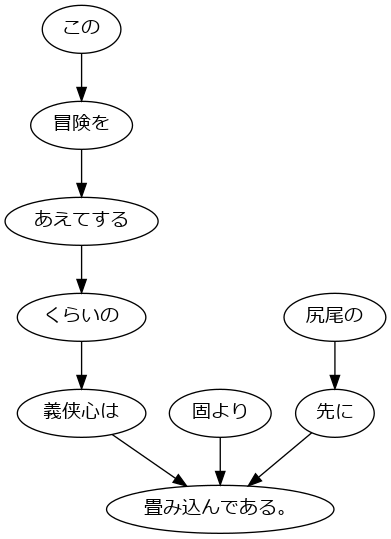 この
冒険を
あえてする
くらいの
尻尾の
義侠心は
固より
先に
畳み込んである。